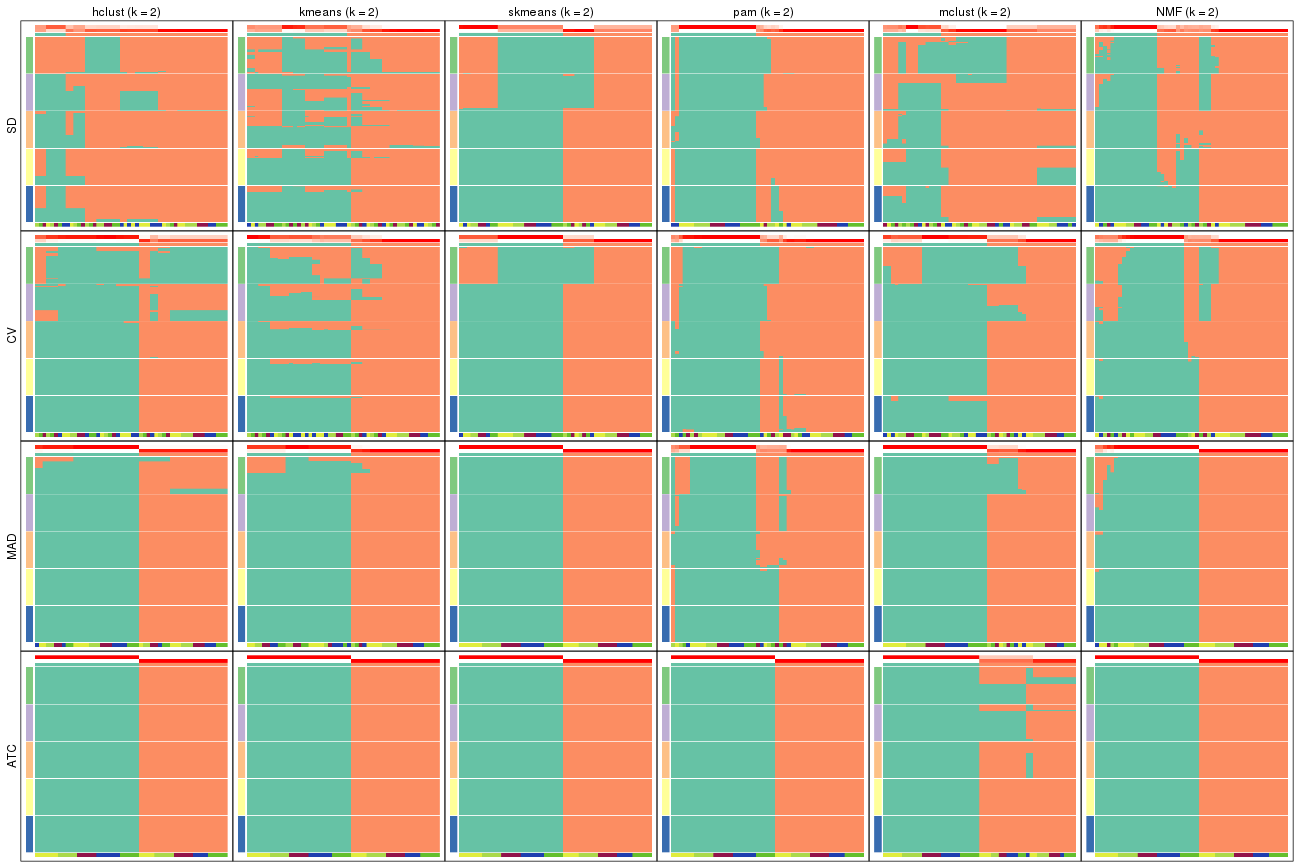 hclust (k = 2)
kmeans (k = 2)
skmeans (k = 2)
pam (k = 2)
mclust (k = 2)
NMF (k = 2)
SD
CV
MAD
ATC